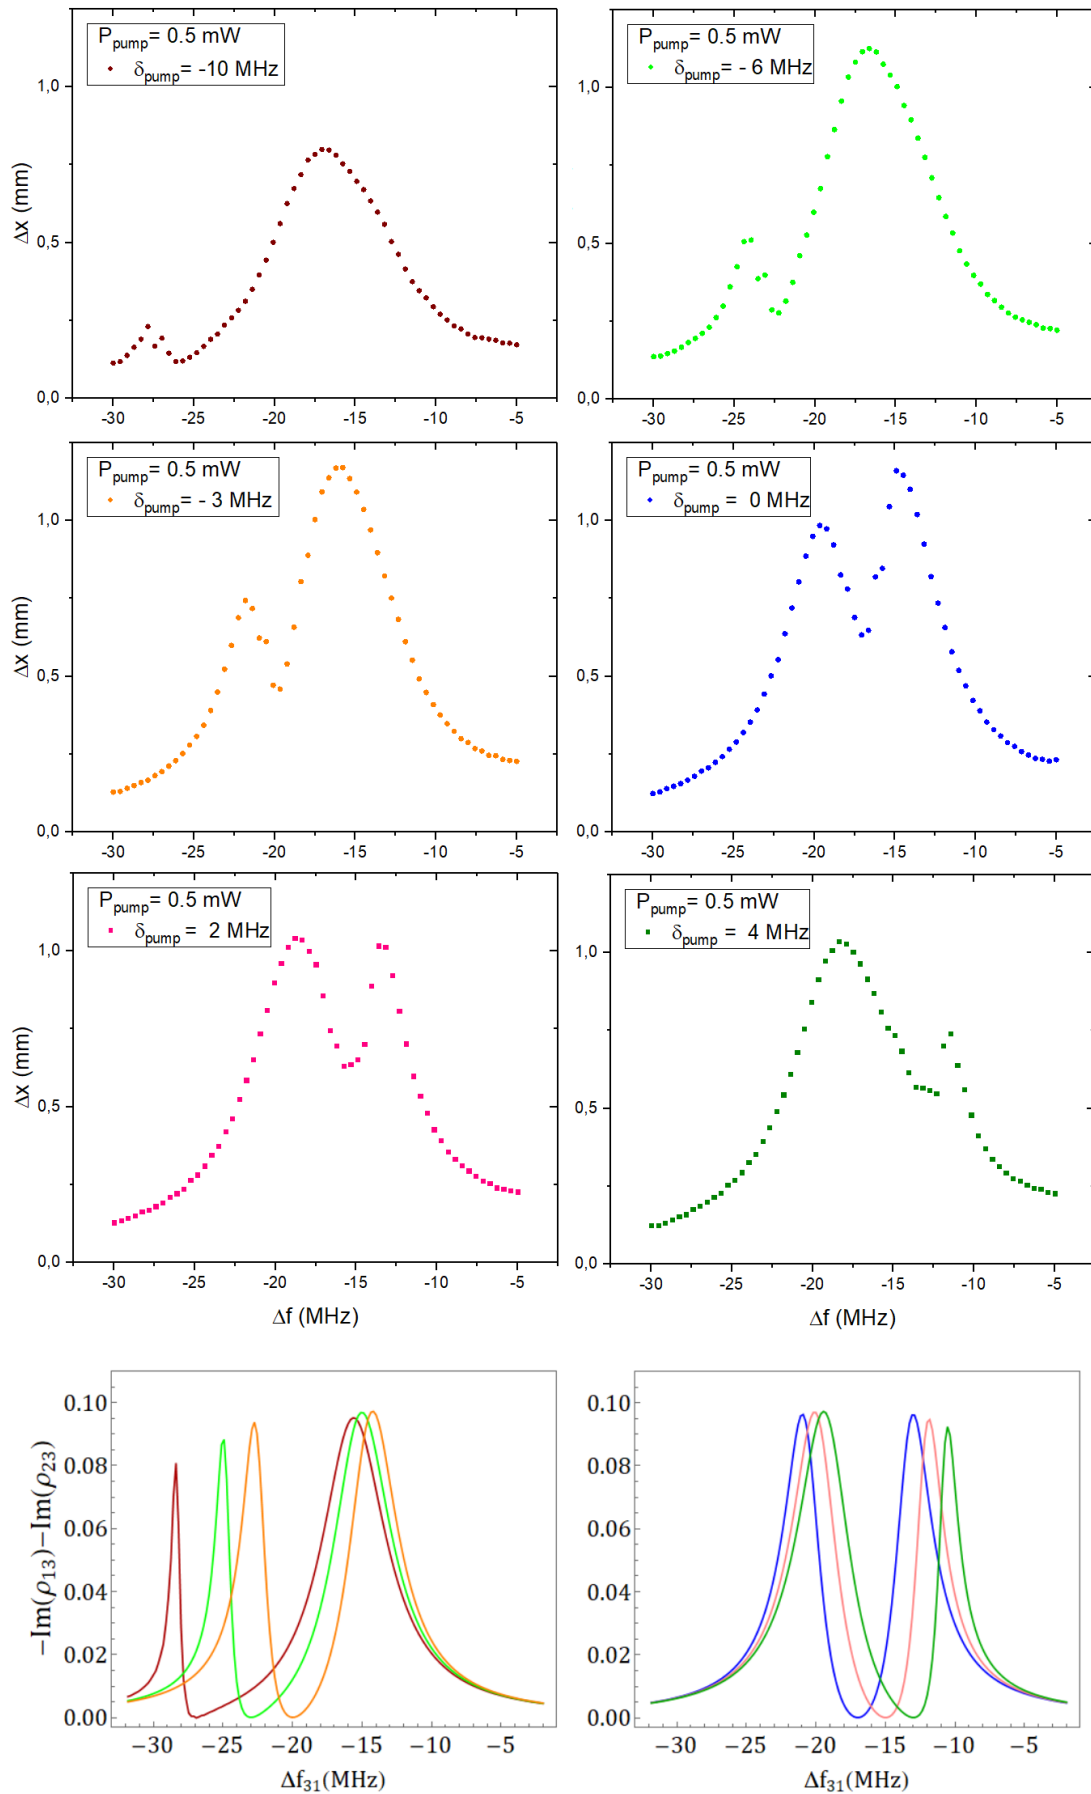 P_pump= 0.5 mW
δ_pump= -10 MHz
1,0
0,5
0,0
Δx (mm)
-30 -25 -20 -15 -10 -5
P_pump= 0.5 mW
δ_pump= - 6 MHz
1,0
0,5
0,0
-30 -25 -20 -15 -10 -5
P_pump= 0.5 mW
δ_pump= - 3 MHz
1,0
0,5
0,0
Δx (mm)
-30 -25 -20 -15 -10 -5
P_pump= 0.5 mW
δ_pump= 0 MHz
1,0
0,5
0,0
-30 -25 -20 -15 -10 -5
P_pump= 0.5 mW
δ_pump= 2 MHz
1,0
0,5
0,0
Δx (mm)
-30 -25 -20 -15 -10 -5
Δf (MHz)
P_pump= 0.5 mW
δ_pump= 4 MHz
1,0
0,5
0,0
-30 -25 -20 -15 -10 -5
Δf (MHz)
0.10
0.08
0.06
0.04
0.02
0.00
−Im(ρ13)−Im(ρ23)
−30 −25 −20 −15 −10 −5
Δf31(MHz)
0.10
0.08
0.06
0.04
0.02
0.00
−30 −25 −20 −15 −10 −5
Δf31(MHz)